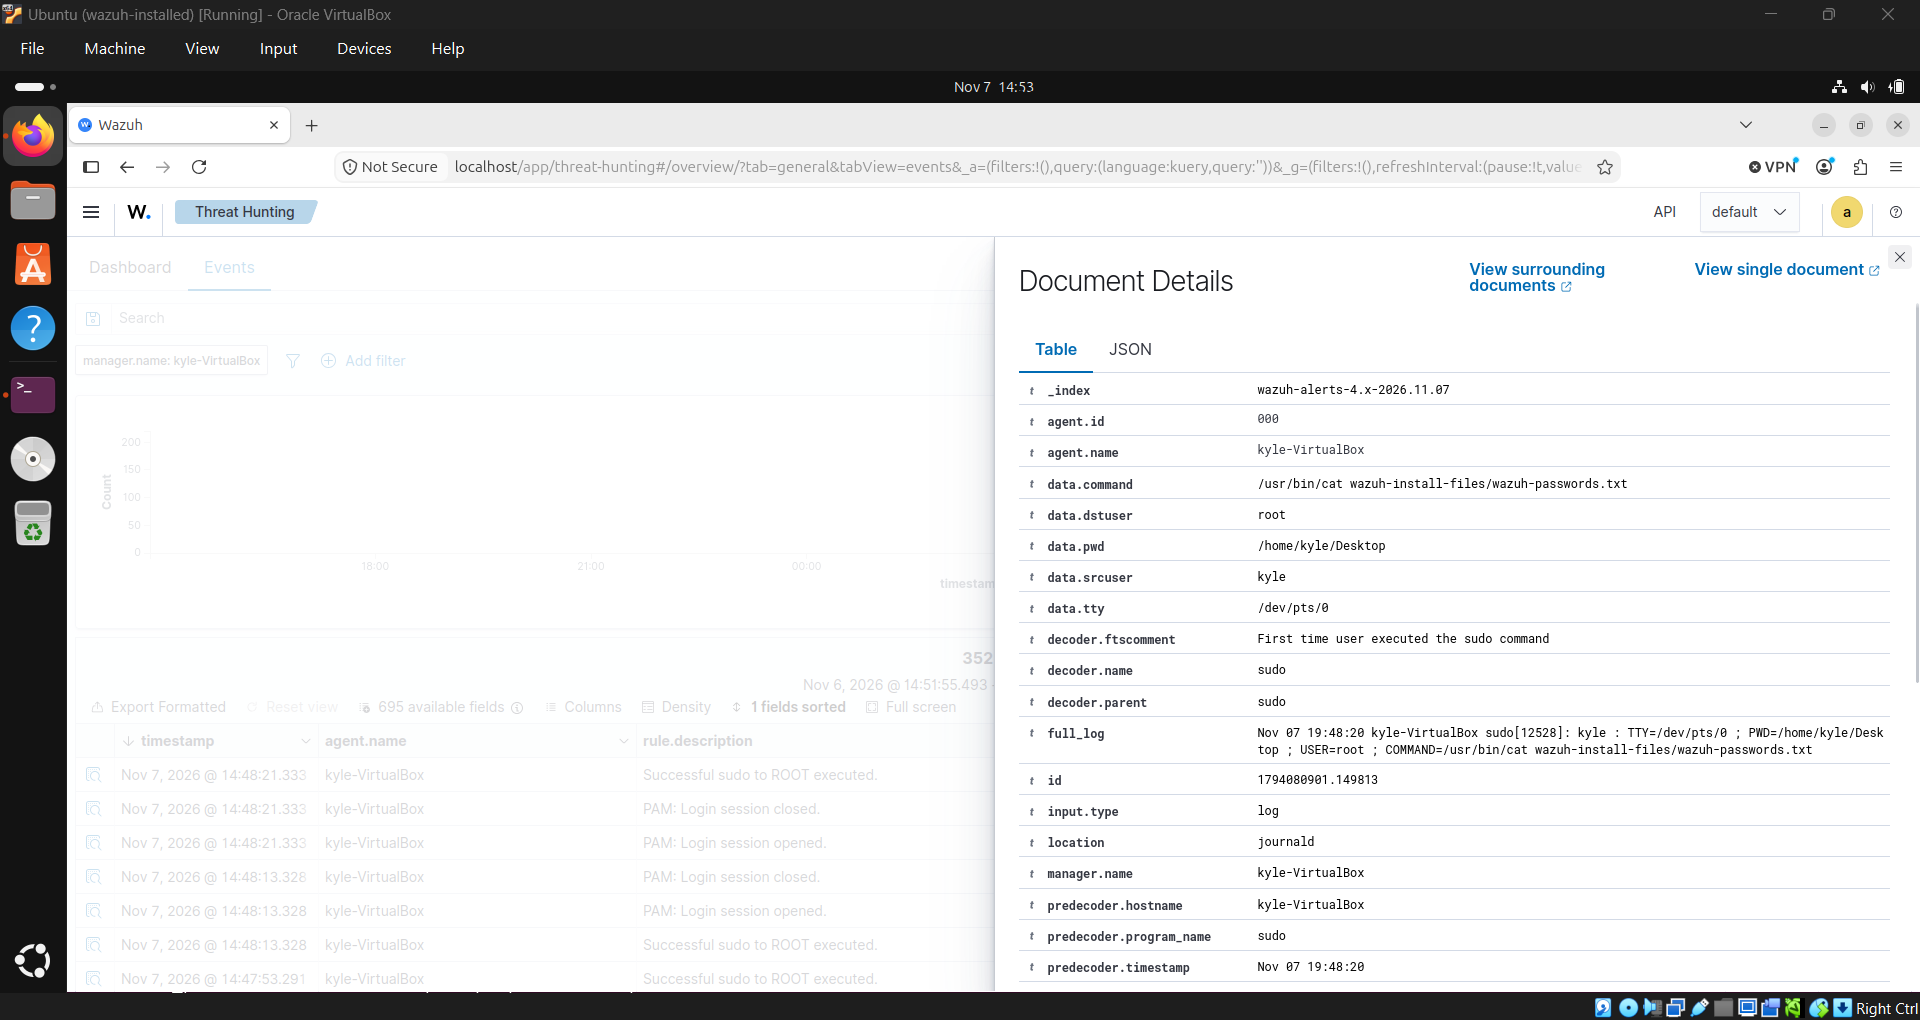 Ubuntu (wazuh-installed) [Running] - Oracle VirtualBox
File Machine View Input Devices Help
Nov 7 14:53
Wazuh
Not Secure localhost/app/threat-hunting#/overview/?tab=general&tabView=events&_a=(filters:!(),query:(language:kuery,query:''))&_g=(filters:!(),refreshInterval:(pause:!t,value
VPN
W. Threat Hunting API default a
Dashboard Events
Search
manager.name: kyle-VirtualBox Add filter
Count
200
150
100
50
0
18:00 21:00 00:00
timestam
352
Nov 6, 2026 @ 14:51:55.493 -
Export Formatted Reset view 695 available fields Columns Density 1 fields sorted Full screen
timestamp agent.name rule.description
Nov 7, 2026 @ 14:48:21.333 kyle-VirtualBox Successful sudo to ROOT executed.
Nov 7, 2026 @ 14:48:21.333 kyle-VirtualBox PAM: Login session closed.
Nov 7, 2026 @ 14:48:21.333 kyle-VirtualBox PAM: Login session opened.
Nov 7, 2026 @ 14:48:13.328 kyle-VirtualBox PAM: Login session closed.
Nov 7, 2026 @ 14:48:13.328 kyle-VirtualBox PAM: Login session opened.
Nov 7, 2026 @ 14:48:13.328 kyle-VirtualBox Successful sudo to ROOT executed.
Nov 7, 2026 @ 14:47:53.291 kyle-VirtualBox Successful sudo to ROOT executed.
Document Details
View surrounding
documents
View single document
Table JSON
t _index wazuh-alerts-4.x-2026.11.07
t agent.id 000
t agent.name kyle-VirtualBox
t data.command /usr/bin/cat wazuh-install-files/wazuh-passwords.txt
t data.dstuser root
t data.pwd /home/kyle/Desktop
t data.srcuser kyle
t data.tty /dev/pts/0
t decoder.ftscomment First time user executed the sudo command
t decoder.name sudo
t decoder.parent sudo
t full_log Nov 07 19:48:20 kyle-VirtualBox sudo[12528]: kyle : TTY=/dev/pts/0 ; PWD=/home/kyle/Desk
top ; USER=root ; COMMAND=/usr/bin/cat wazuh-install-files/wazuh-passwords.txt
t id 1794080901.149813
t input.type log
t location journald
t manager.name kyle-VirtualBox
t predecoder.hostname kyle-VirtualBox
t predecoder.program_name sudo
t predecoder.timestamp Nov 07 19:48:20
Right Ctrl